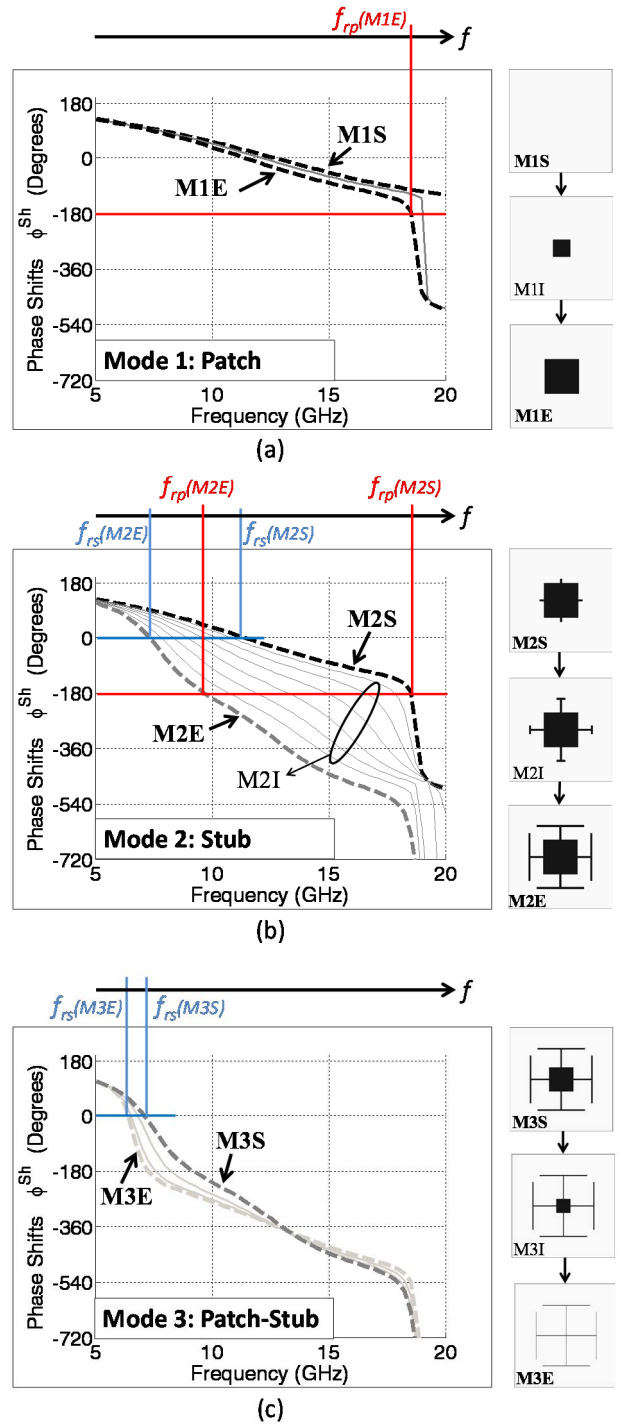 f_rp(M1E)
f
180
0
-180
-360
-540
-720
Phase Shifts ϕ^Sh (Degrees)
M1S
M1E
Mode 1: Patch
5
10
15
20
Frequency (GHz)
M1S
M1I
M1E
(a)
f_rp(M2E)
f_rp(M2S)
f
f_rs(M2E)
f_rs(M2S)
180
0
-180
-360
-540
-720
Phase Shifts ϕ^Sh (Degrees)
M2S
M2E
M2I
Mode 2: Stub
5
10
15
20
Frequency (GHz)
M2S
M2I
M2E
(b)
f
f_rs(M3E)
f_rs(M3S)
180
0
-180
-360
-540
-720
Phase Shifts ϕ^Sh (Degrees)
M3S
M3E
Mode 3: Patch-Stub
5
10
15
20
Frequency (GHz)
M3S
M3I
M3E
(c)